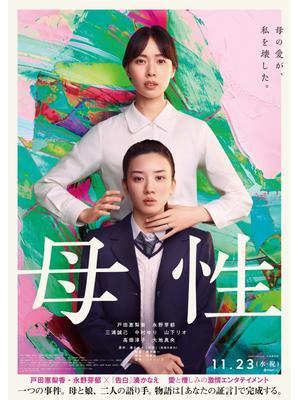 母の愛が、
私を壊した。
母性
戸田恵梨香 永野芽郁
三浦誠己 中村ゆり 山下リオ
高畑淳子 大地真央
11.23(水・祝)
戸田恵梨香・永野芽郁×『告白』湊かなえ 愛と憎しみの激情エンタテイメント
一つの事件。母と娘、二人の語り手。物語は[あなたの証言]で完成する。